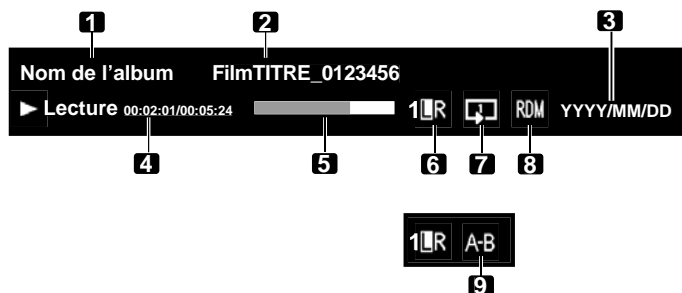 1 2 3
Nom de l'album FilmTITRE_0123456
Lecture 00:02:01/00:05:24 1LR 1 RDM YYYY/MM/DD
4 5 6 7 8
1LR A-B
9